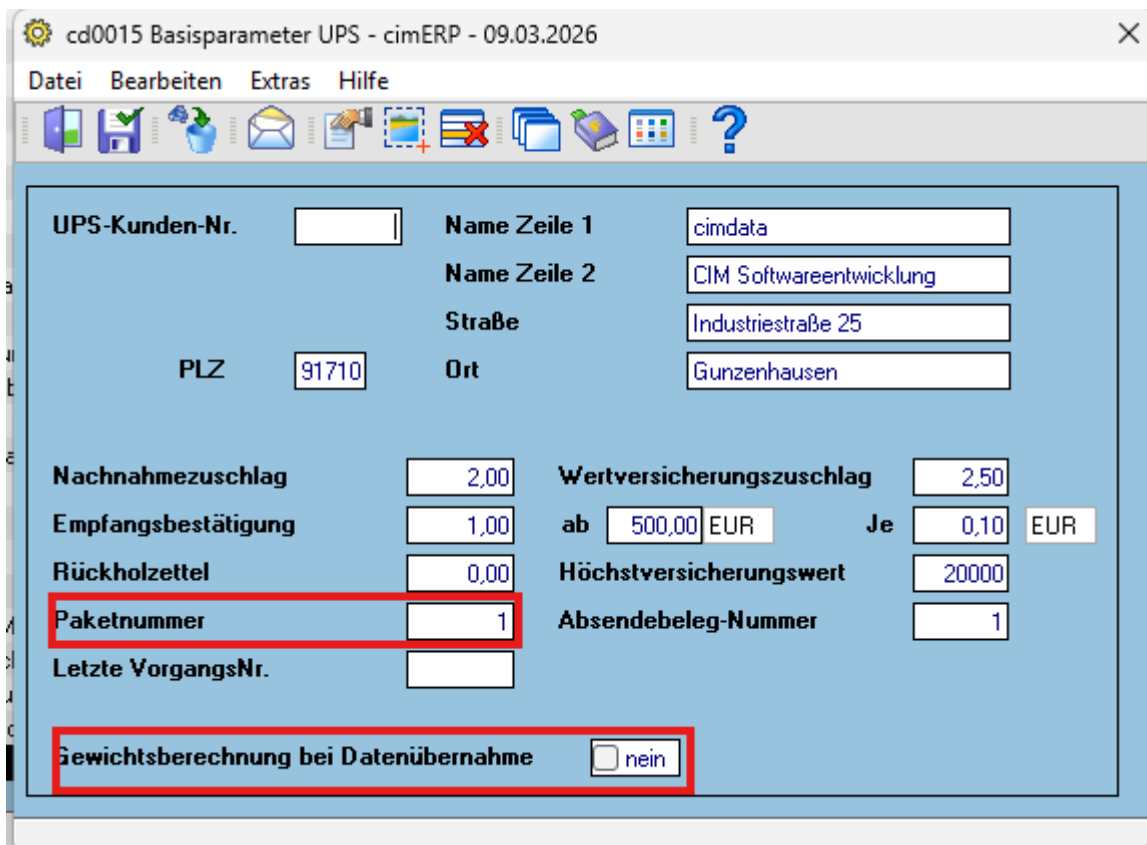 cd0015 Basisparameter UPS - cimERP - 09.03.2026
Datei Bearbeiten Extras Hilfe
UPS-Kunden-Nr. Name Zeile 1 cimdata
Name Zeile 2 CIM Softwareentwicklung
Straße Industriestraße 25
PLZ 91710 Ort Gunzenhausen
Nachnahmezuschlag 2,00 Wertversicherungszuschlag 2,50
Empfangsbestätigung 1,00 ab 500,00 EUR Je 0,10 EUR
Rückholzettel 0,00 Höchstversicherungswert 20000
Paketnummer 1 Absendebeleg-Nummer 1
Letzte VorgangsNr.
Gewichtsberechnung bei Datenübernahme nein